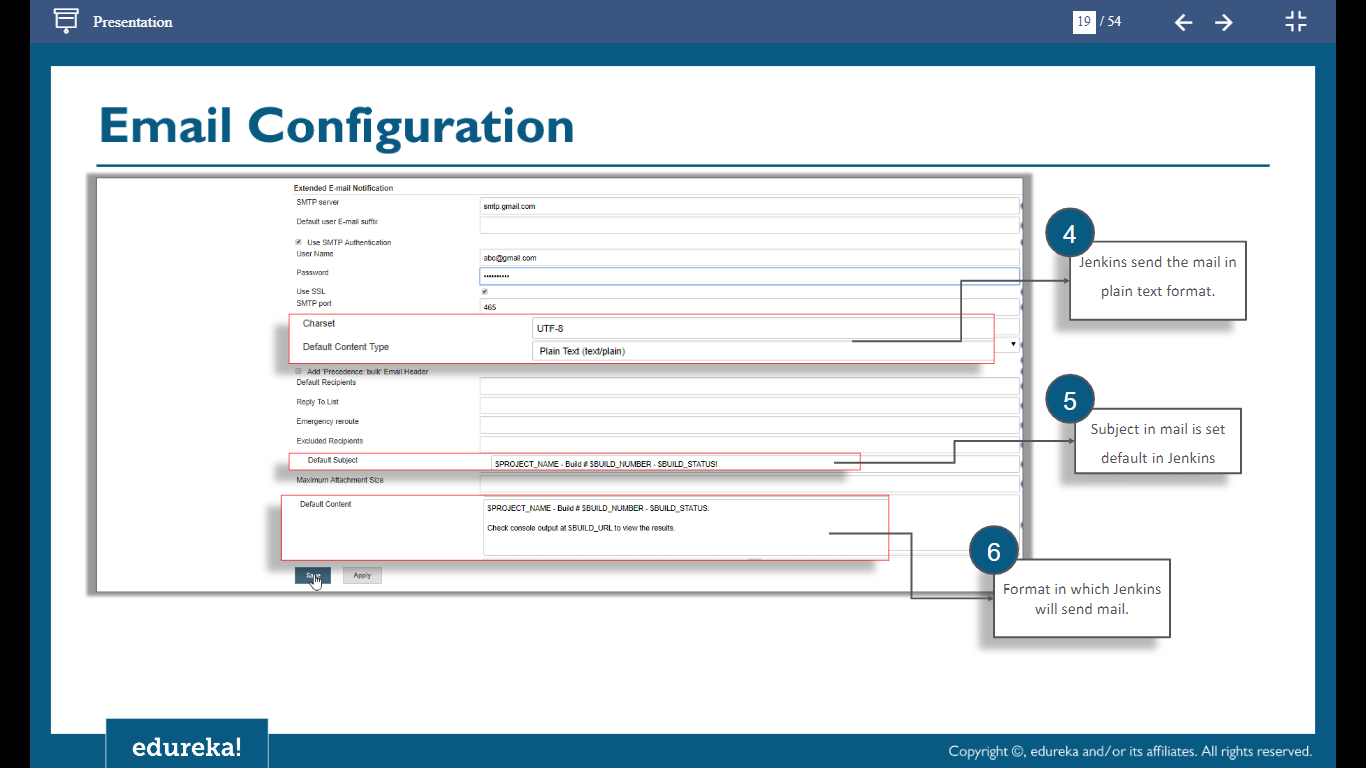 Presentation
19 / 54
Email Configuration
Extended E-mail Notification
SMTP server
smtp.gmail.com
Default user E-mail suffix
Use SMTP Authentication
User Name
abc@gmail.com
Password
••••••••••
Use SSL
SMTP port
465
Charset
UTF-8
Default Content Type
Plain Text (text/plain)
Add 'Precedence: bulk' Email Header
Default Recipients
Reply To List
Emergency reroute
Excluded Recipients
Default Subject
$PROJECT_NAME - Build # $BUILD_NUMBER - $BUILD_STATUS!
Maximum Attachment Size
Default Content
$PROJECT_NAME - Build # $BUILD_NUMBER - $BUILD_STATUS:
Check console output at $BUILD_URL to view the results.
Save
Apply
4
Jenkins send the mail in
plain text format.
5
Subject in mail is set
default in Jenkins
6
Format in which Jenkins
will send mail.
edureka!
Copyright ©, edureka and/or its affiliates. All rights reserved.